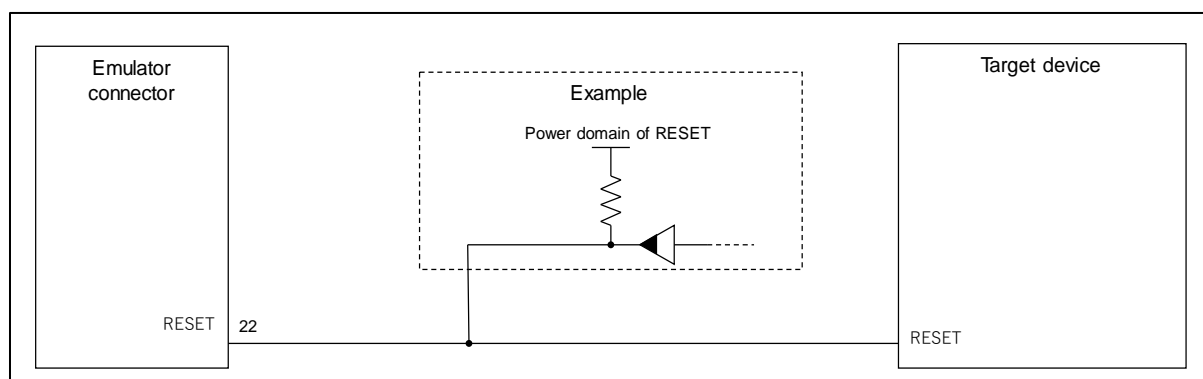 Emulator
connector
Example
Target device
Power domain of RESET
RESET 22
RESET